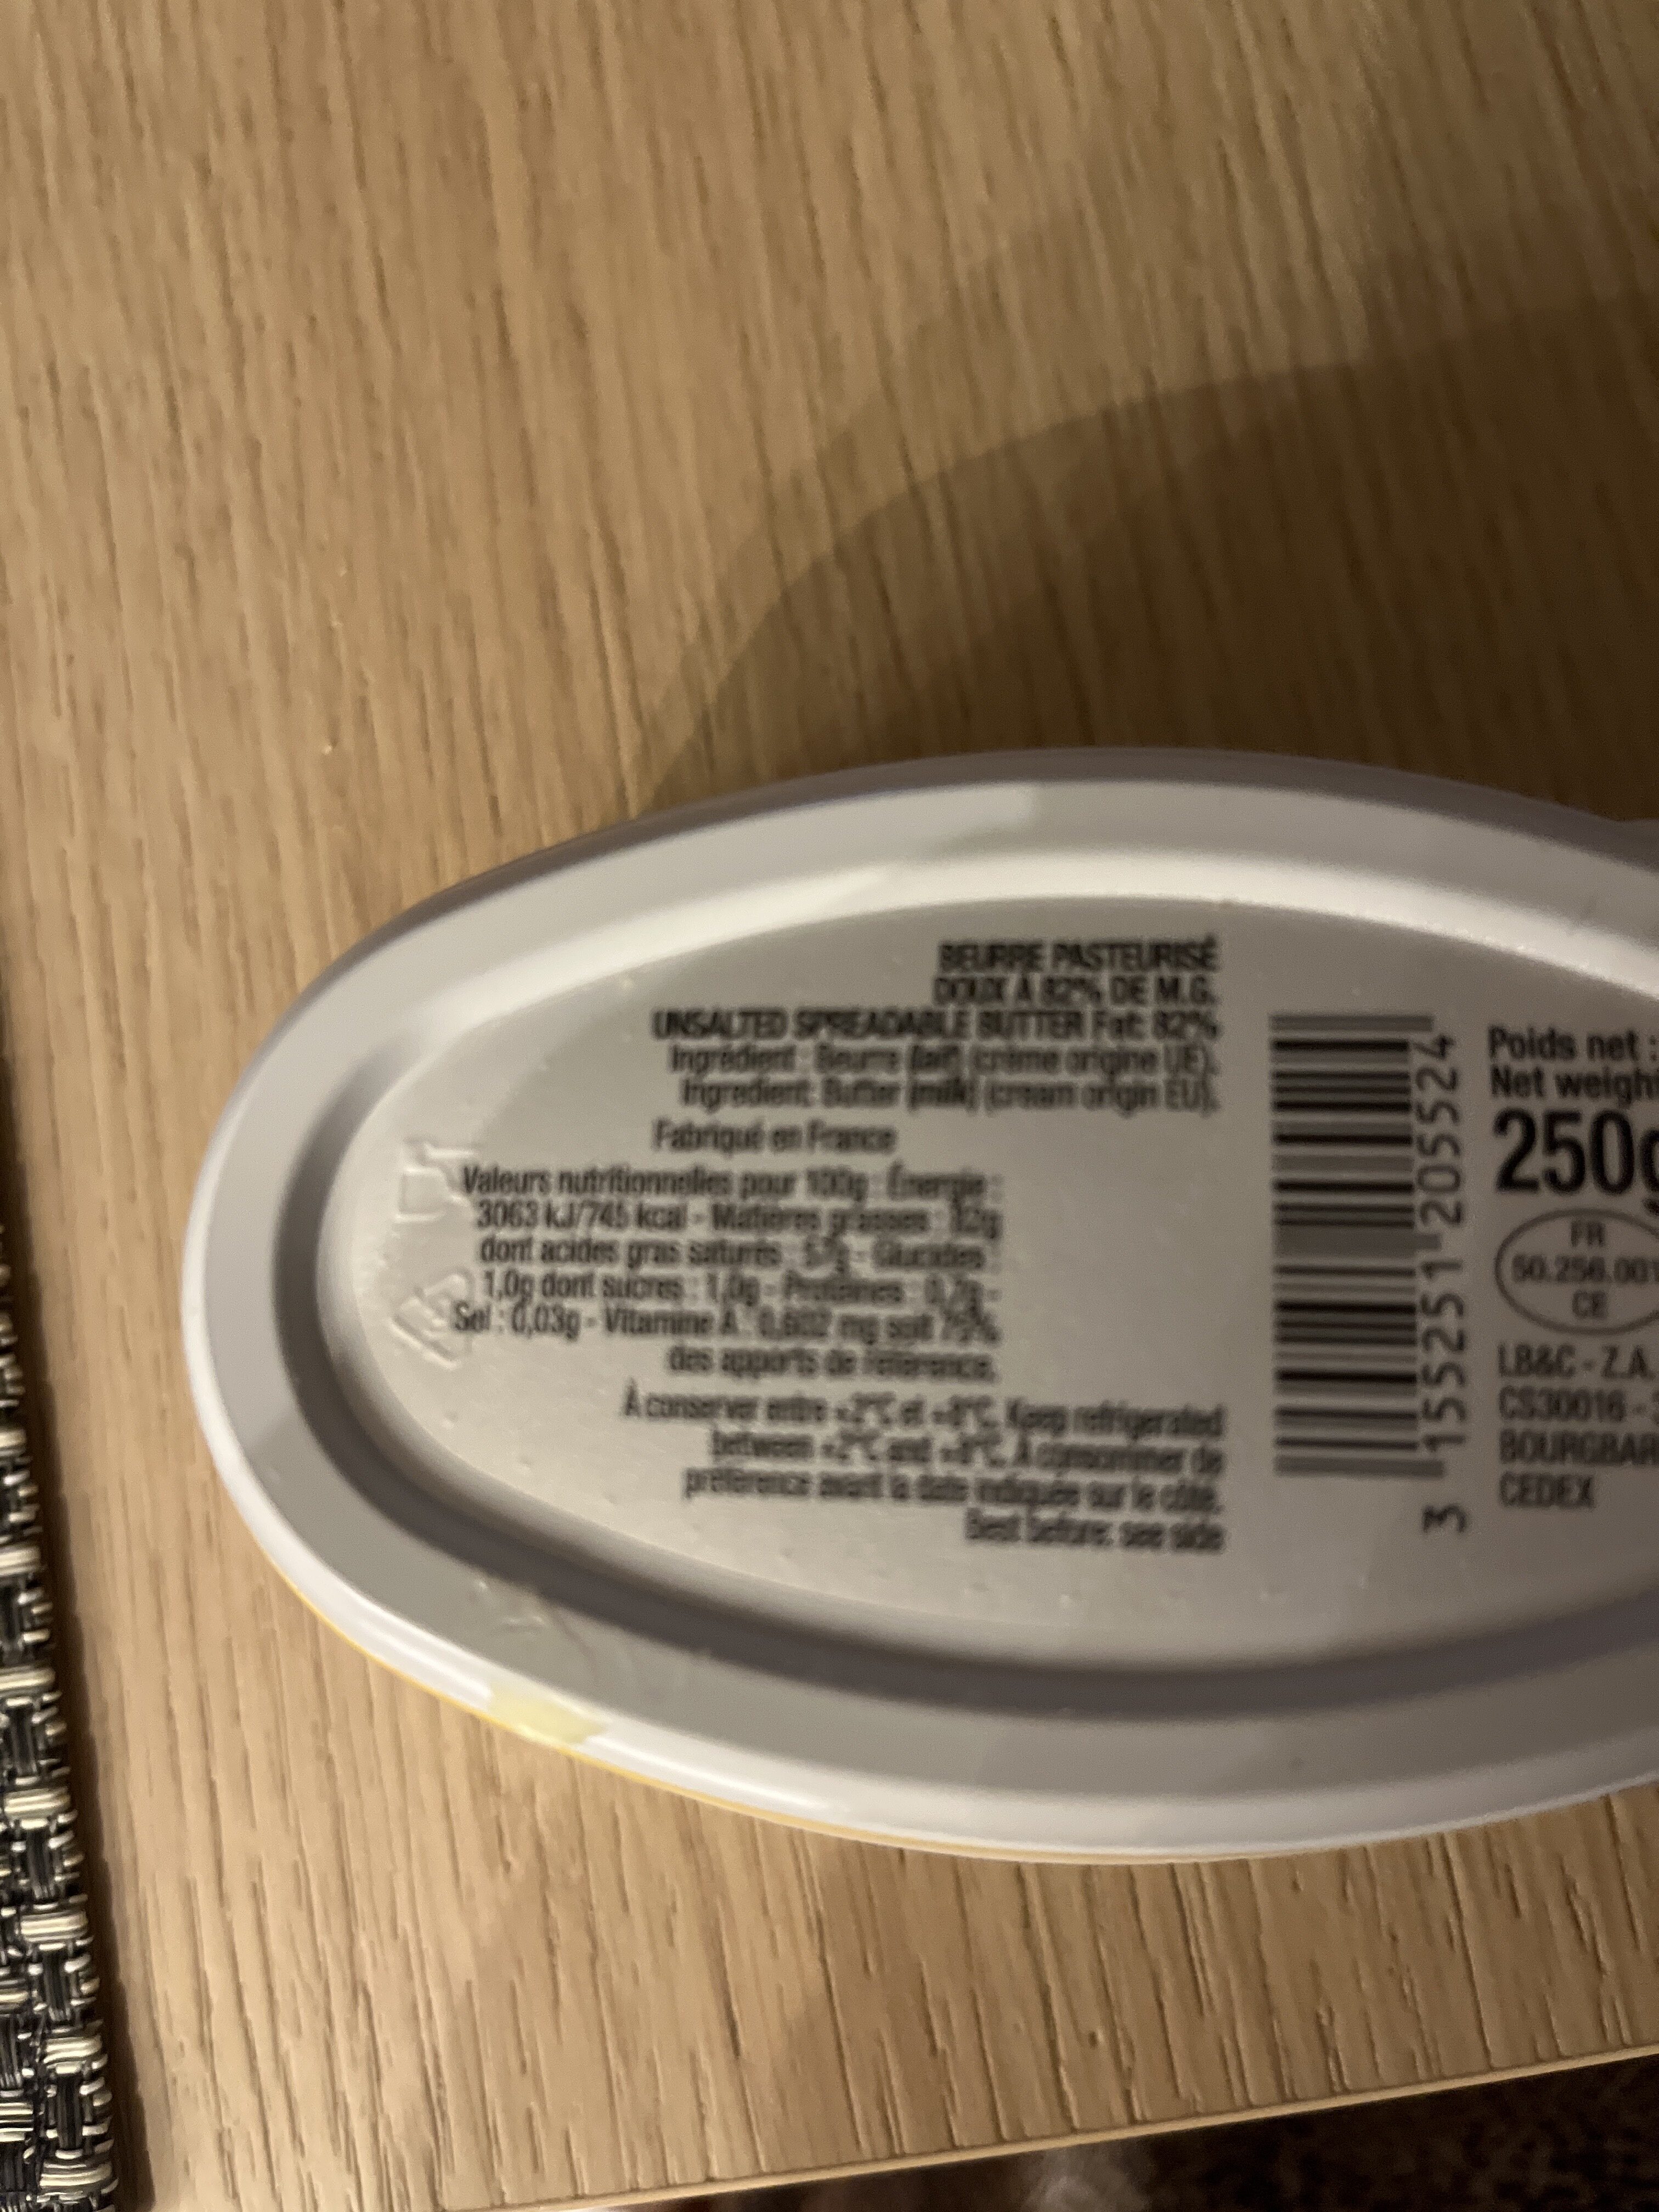 BEURRE PASTEURISÉ
DOUX À 82% DE M.G.
UNSALTED SPREADABLE BUTTER Fat: 82%
Ingrédient : Beurre (lait) (crème origine UE).
Ingredient: Butter (milk) (cream origin EU).
Fabriqué en France
Valeurs nutritionnelles pour 100g : Énergie :
3063 kJ/745 kcal - Matières grasses : 82g
dont acides gras saturés : 57g - Glucides :
1,0g dont sucres : 1,0g - Protéines : 0,7g -
Sel : 0,03g - Vitamine A : mg soit 75%
des apports de référence.
À conserver entre +2°C et +8°C. Keep refrigerated
between +2°C and +8°C. À consommer de
préférence avant la date indiquée sur le côté.
Best before: see side
3 155251 205524
Poids net :
Net weight
250g
FR
50.256.001
CE
LB&C - Z.A.
CS30016 -
BOURGBAR
CEDEX